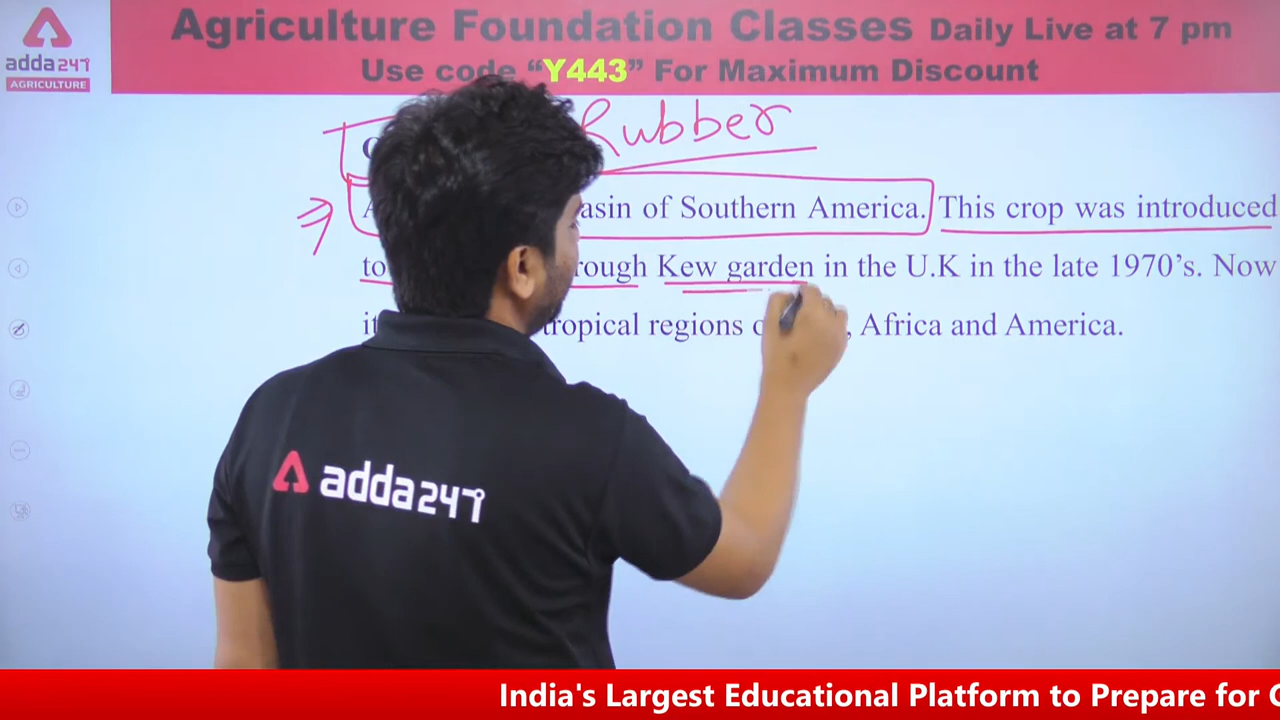 Agriculture Foundation Classes Daily Live at 7 pm
Use code “Y443” For Maximum Discount
adda247
AGRICULTURE
Rubber
asin of Southern America. This crop was introduced
to rough Kew garden in the U.K in the late 1970’s. Now
it tropical regions o , Africa and America.
adda247
India's Largest Educational Platform to Prepare for